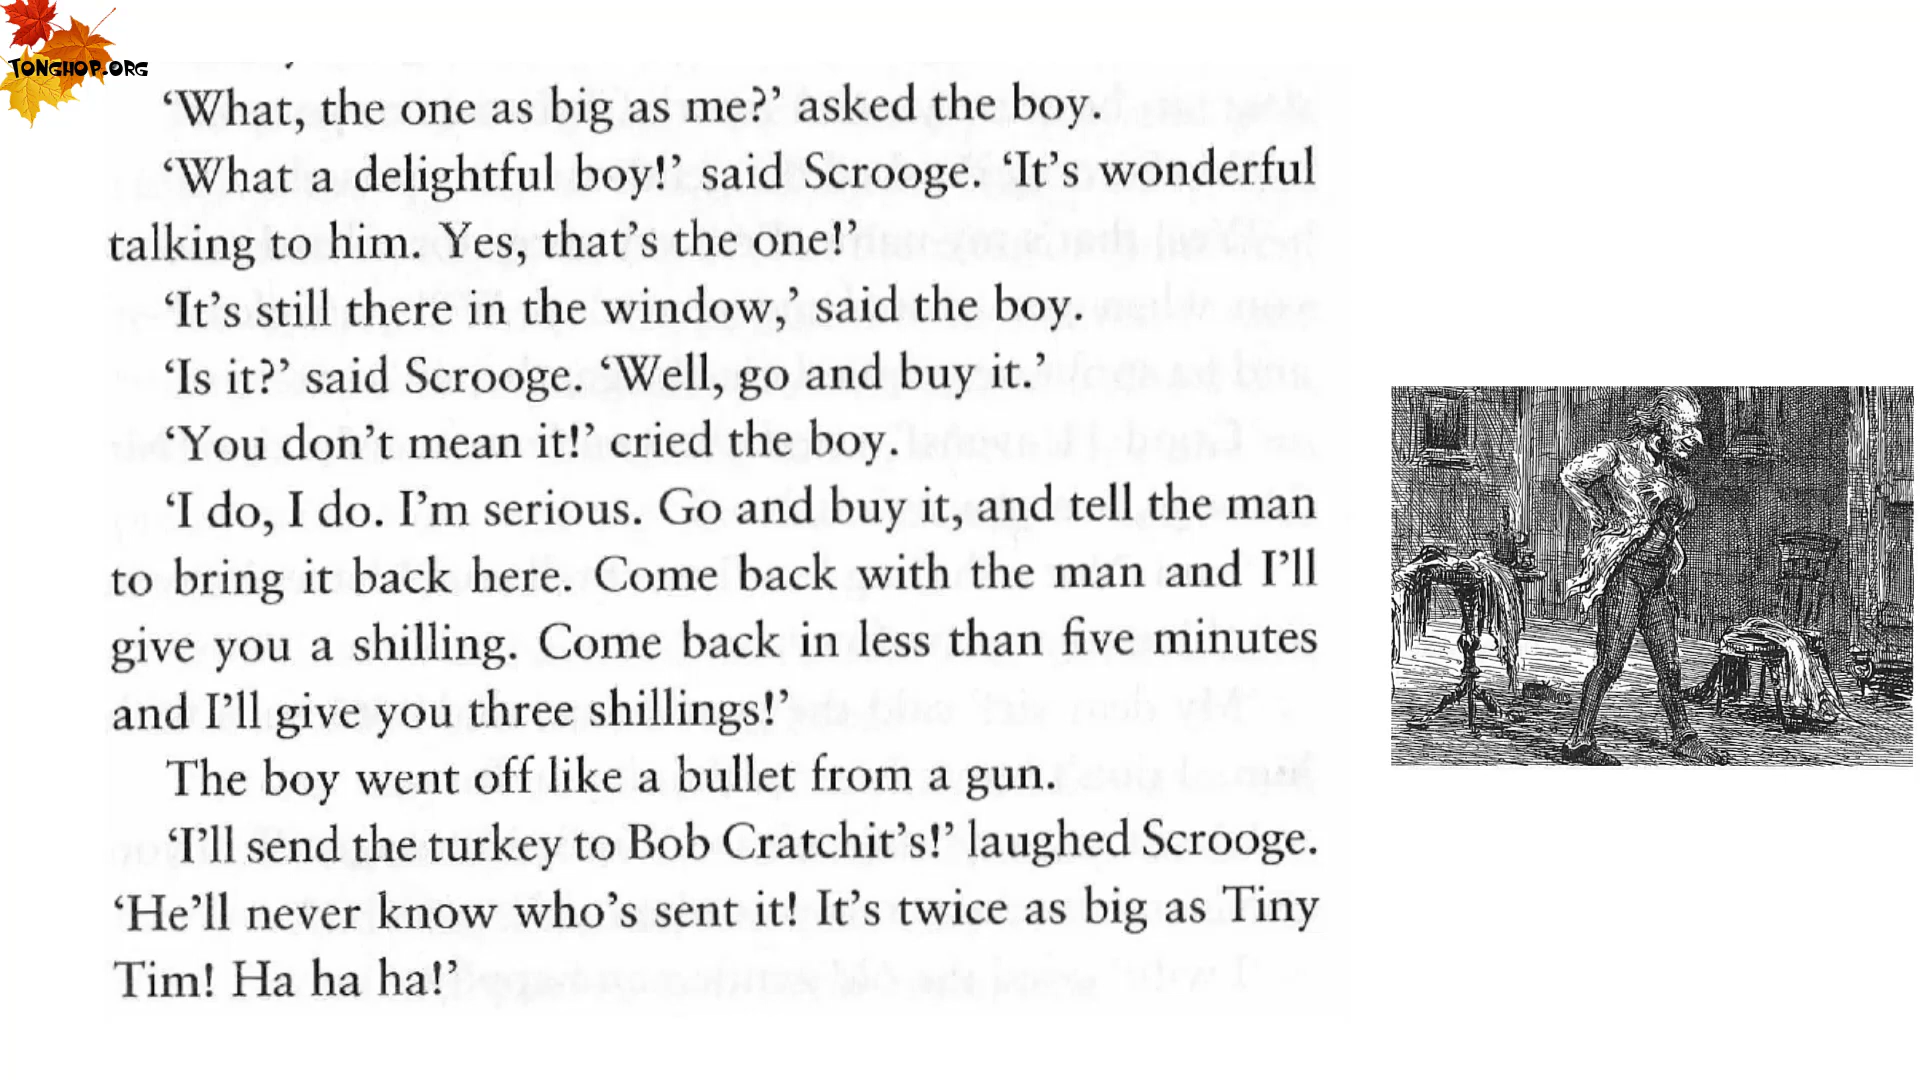 TONGHOP.ORG
‘What, the one as big as me?’ asked the boy.
‘What a delightful boy!’ said Scrooge. ‘It’s wonderful
talking to him. Yes, that’s the one!’
‘It’s still there in the window,’ said the boy.
‘Is it?’ said Scrooge. ‘Well, go and buy it.’
‘You don’t mean it!’ cried the boy.
‘I do, I do. I’m serious. Go and buy it, and tell the man
to bring it back here. Come back with the man and I’ll
give you a shilling. Come back in less than five minutes
and I’ll give you three shillings!’
The boy went off like a bullet from a gun.
‘I’ll send the turkey to Bob Cratchit’s!’ laughed Scrooge.
‘He’ll never know who’s sent it! It’s twice as big as Tiny
Tim! Ha ha ha!’